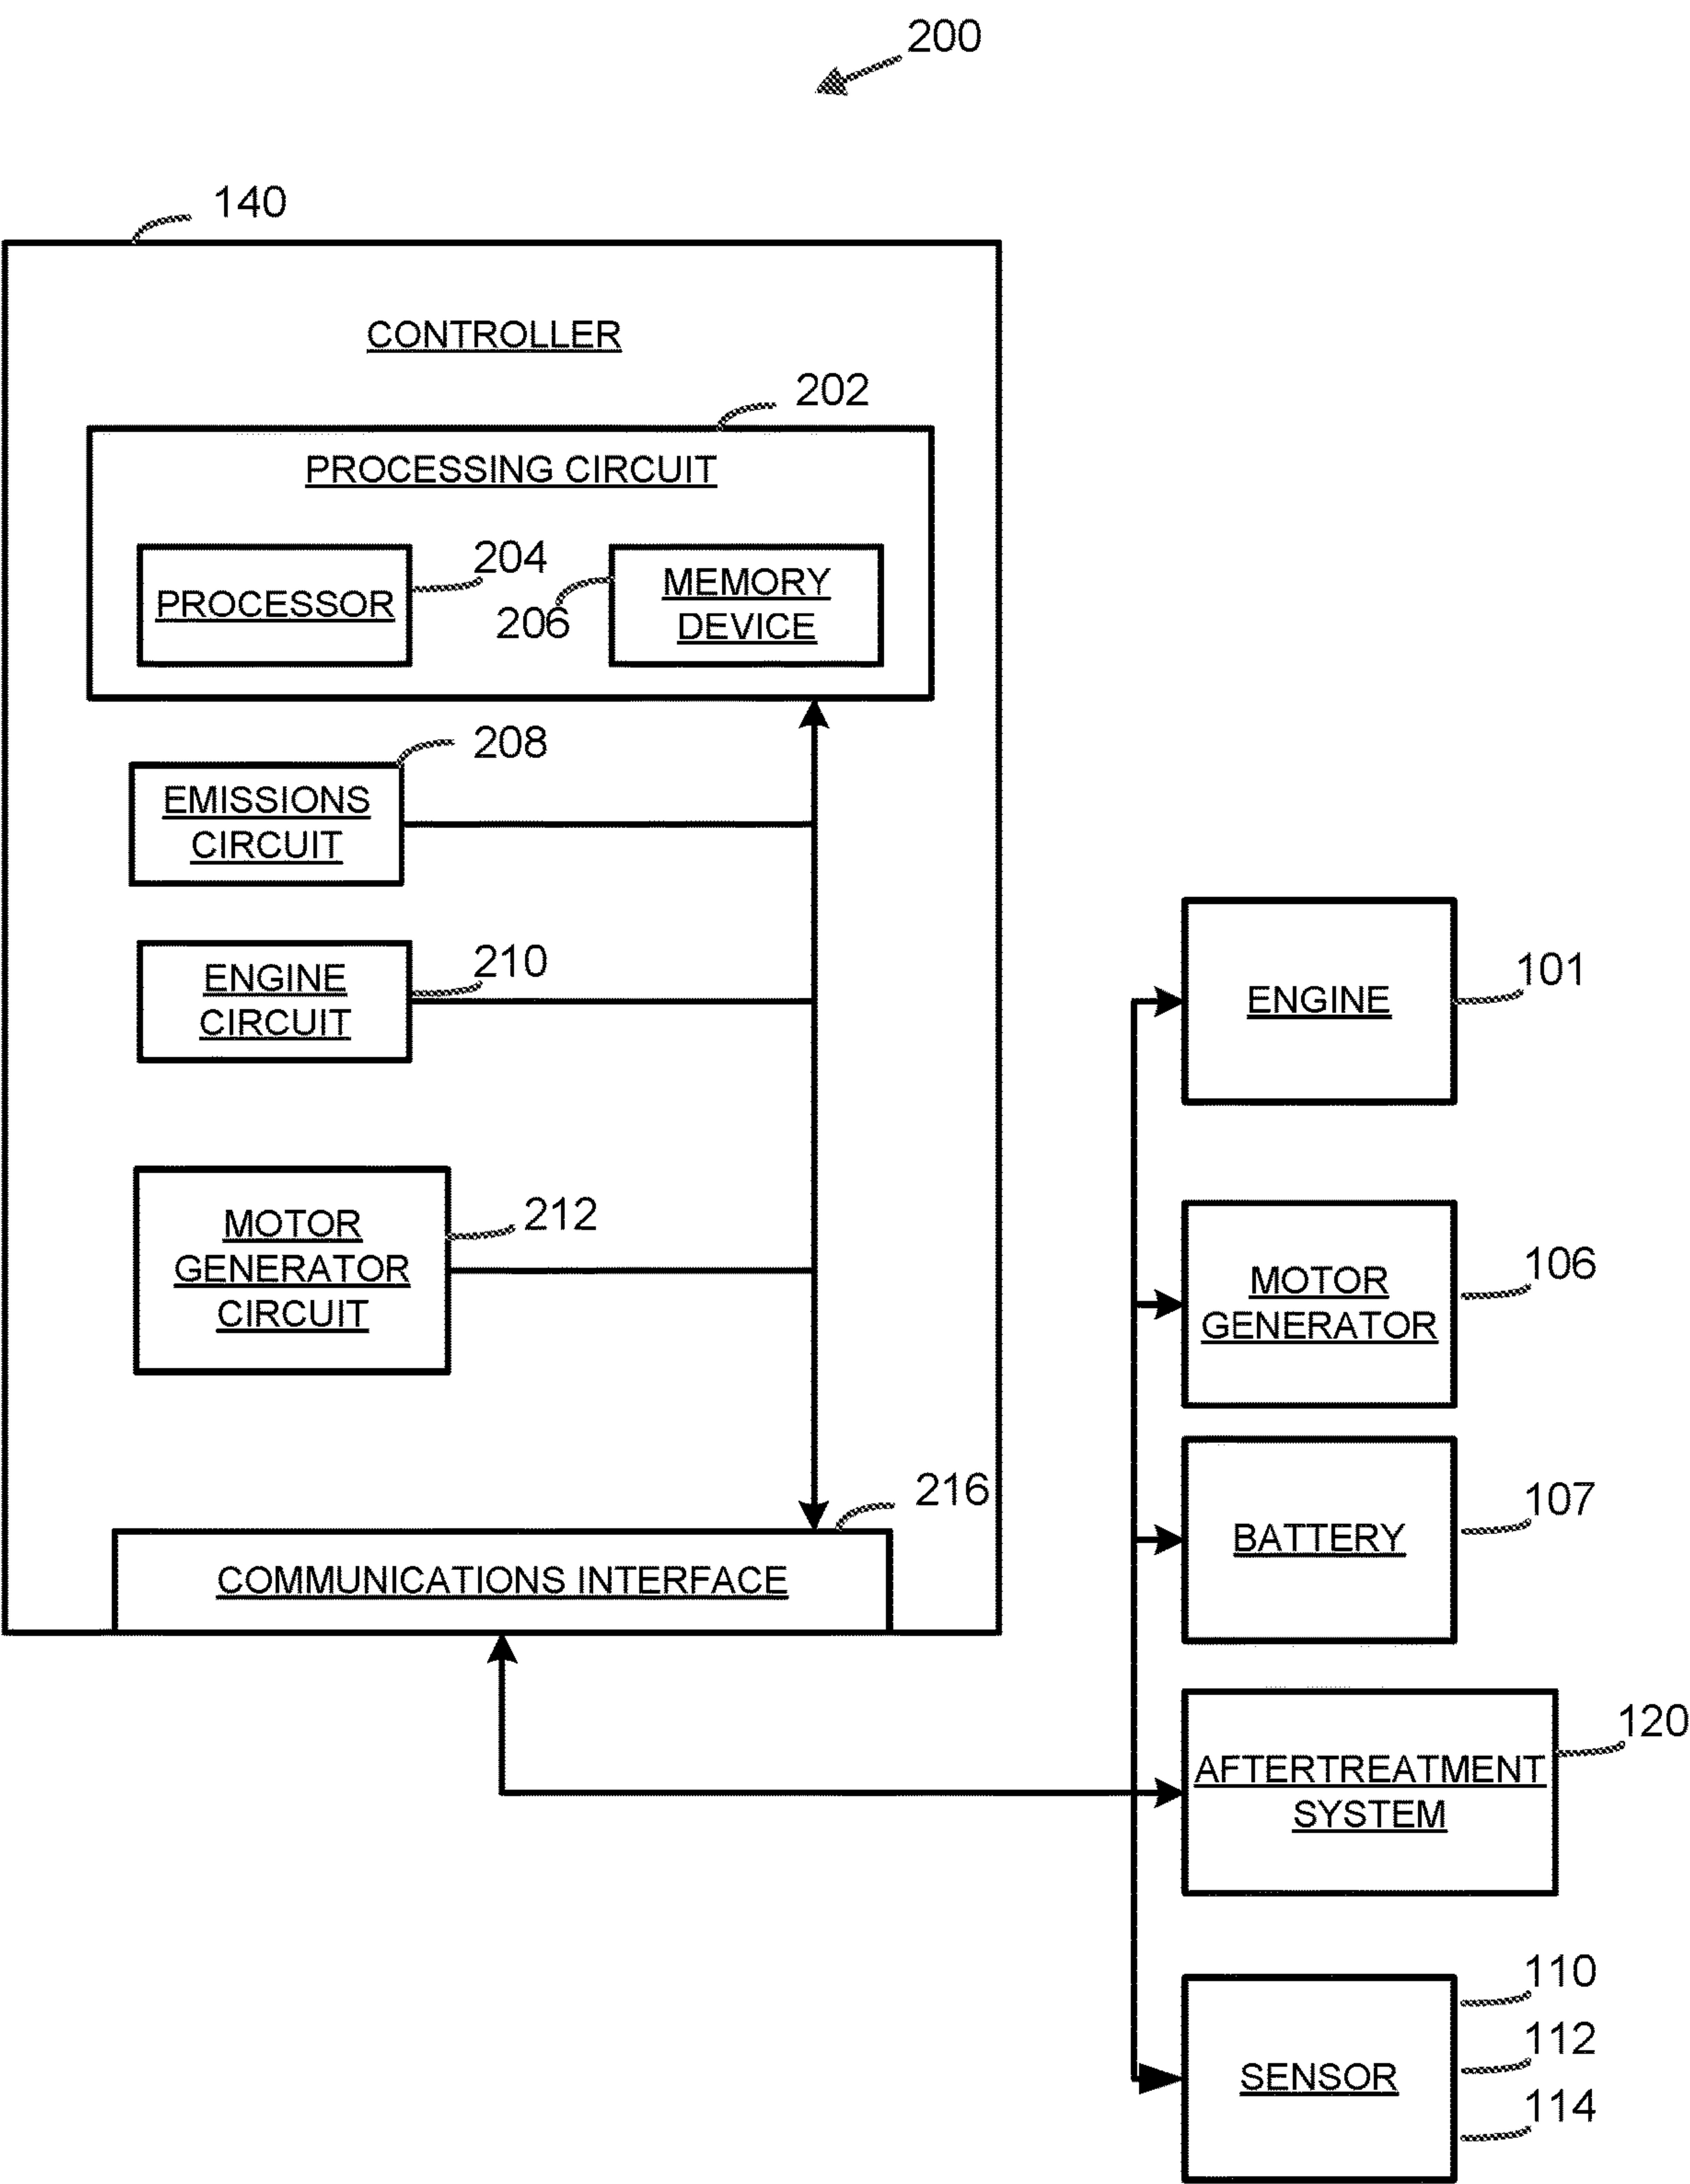 200
140
CONTROLLER
202
PROCESSING CIRCUIT
204
PROCESSOR
206
MEMORY
DEVICE
208
EMISSIONS
CIRCUIT
210
ENGINE
CIRCUIT
212
MOTOR
GENERATOR
CIRCUIT
216
COMMUNICATIONS INTERFACE
101
ENGINE
106
MOTOR
GENERATOR
107
BATTERY
120
AFTERTREATMENT
SYSTEM
110
112
SENSOR
114